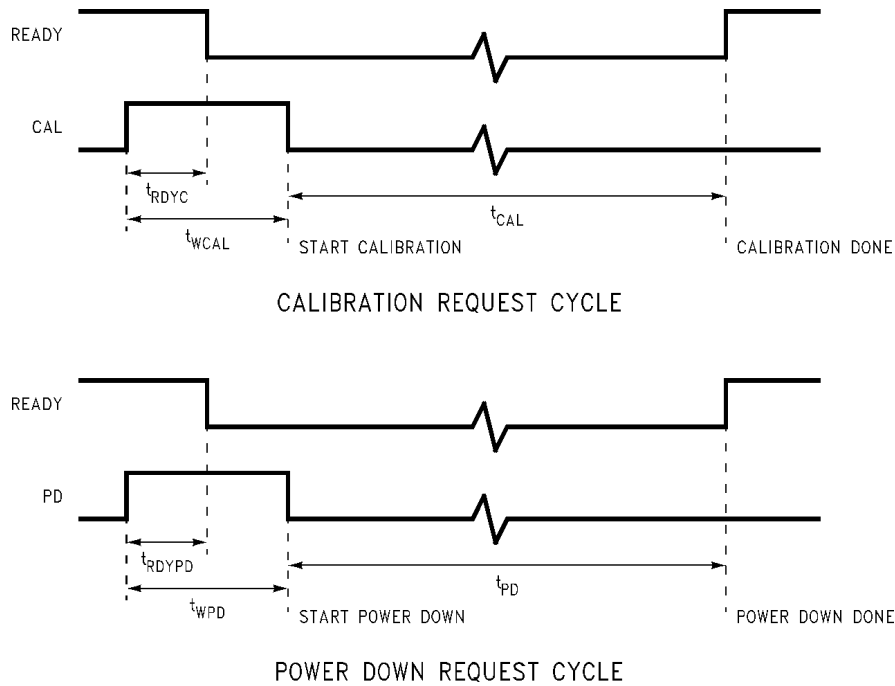 READY
CAL
tRDYC
tCAL
tWCAL
START CALIBRATION
CALIBRATION DONE
CALIBRATION REQUEST CYCLE
READY
PD
tRDYPD
tPD
tWPD
START POWER DOWN
POWER DOWN DONE
POWER DOWN REQUEST CYCLE